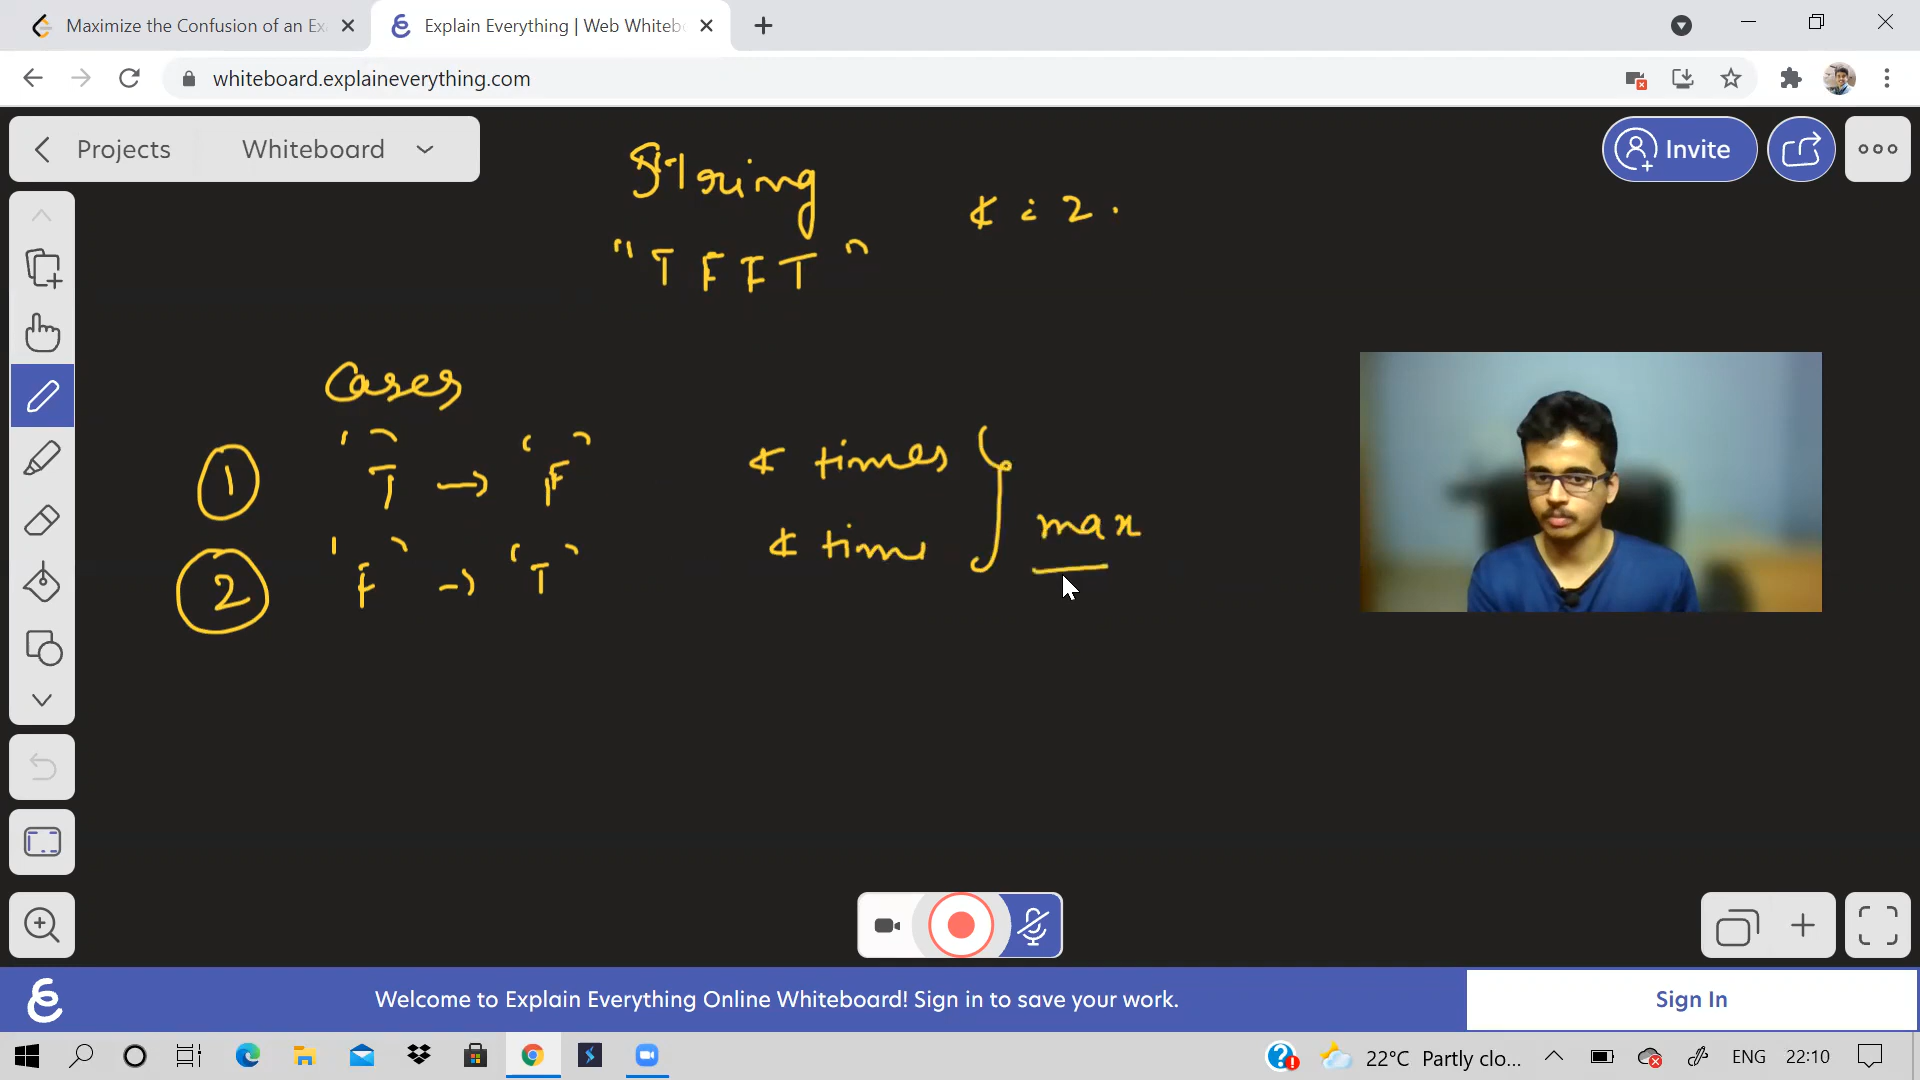 Maximize the Confusion of an Ex
Explain Everything | Web Whitebo
whiteboard.explaineverything.com
Projects
Whiteboard
Invite
String
K : 2 .
"T F F T"
Cases
1 'T' → 'F' K times
2 'F' → 'T' K time
max
Welcome to Explain Everything Online Whiteboard! Sign in to save your work.
Sign In
22°C Partly clo...
ENG
22:10